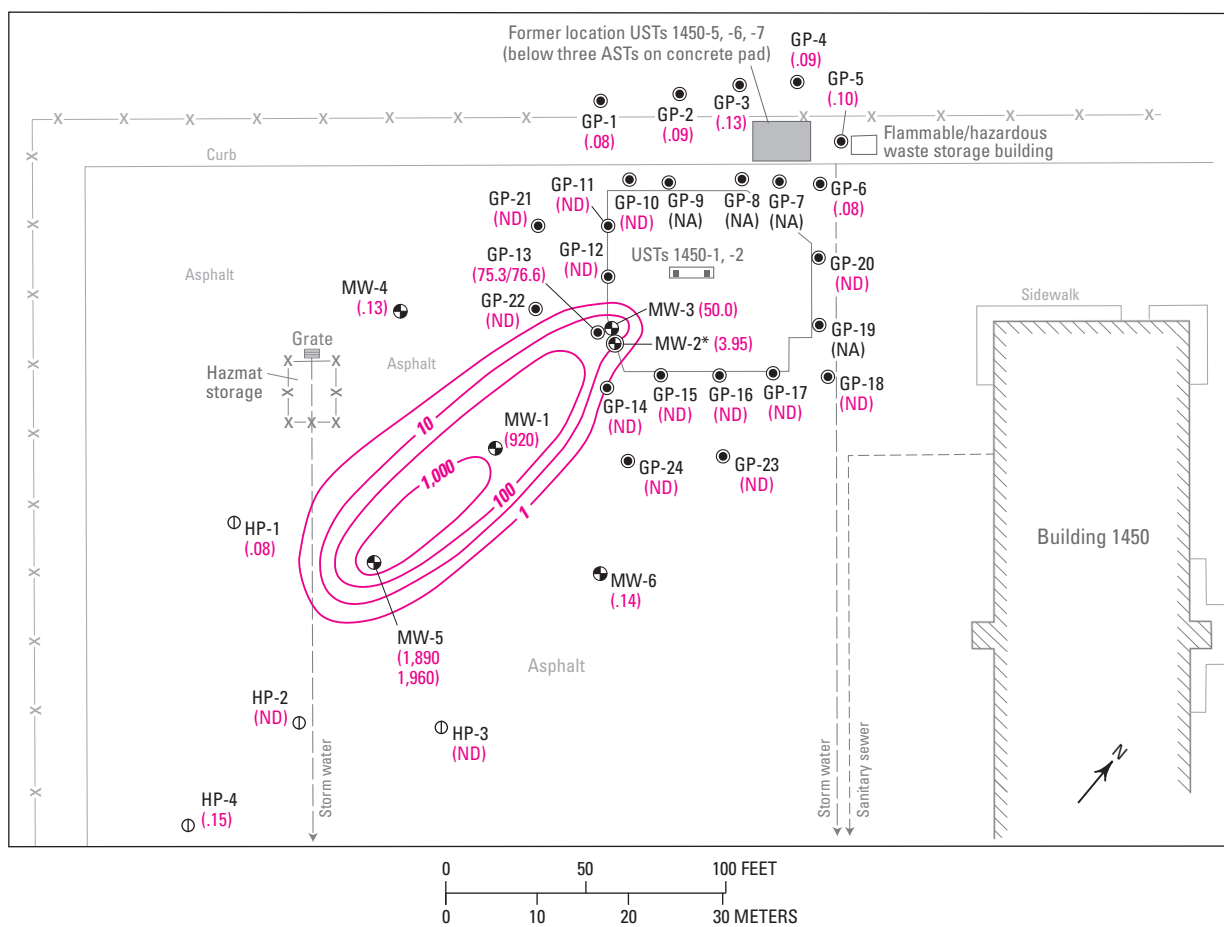 Former location USTs 1450-5, -6, -7
(below three ASTs on concrete pad)
GP-4
(.09)
GP-5
(.10)
GP-1
(.08)
GP-2
(.09)
GP-3
(.13)
Flammable/hazardous
waste storage building
Curb
GP-21
(ND)
GP-11
(ND)
GP-10
(ND)
GP-9
(NA)
GP-8
(NA)
GP-7
(NA)
GP-6
(.08)
GP-13
(75.3/76.6)
GP-12
(ND)
USTs 1450-1, -2
GP-20
(ND)
Asphalt
MW-4
(.13)
GP-22
(ND)
MW-3 (50.0)
MW-2* (3.95)
GP-19
(NA)
Sidewalk
Grate
Hazmat
storage
Asphalt
GP-14
(ND)
GP-15
(ND)
GP-16
(ND)
GP-17
(ND)
GP-18
(ND)
10
MW-1
(920)
1,000
100
1
GP-24
(ND)
GP-23
(ND)
HP-1
(.08)
Building 1450
MW-6
(.14)
MW-5
(1,890
1,960)
Asphalt
HP-2
(ND)
HP-3
(ND)
HP-4
(.15)
Storm water
Storm water
Sanitary sewer
N
0 50 100 FEET
0 10 20 30 METERS